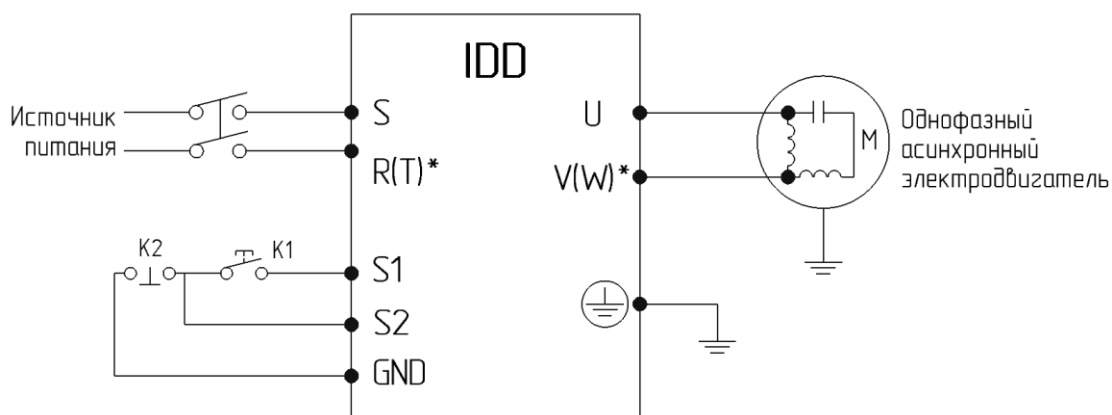 IDD
Источник
питания
S
R(T)*
U
V(W)*
M
Однофазный
асинхронный
электродвигатель
K2
K1
S1
S2
GND